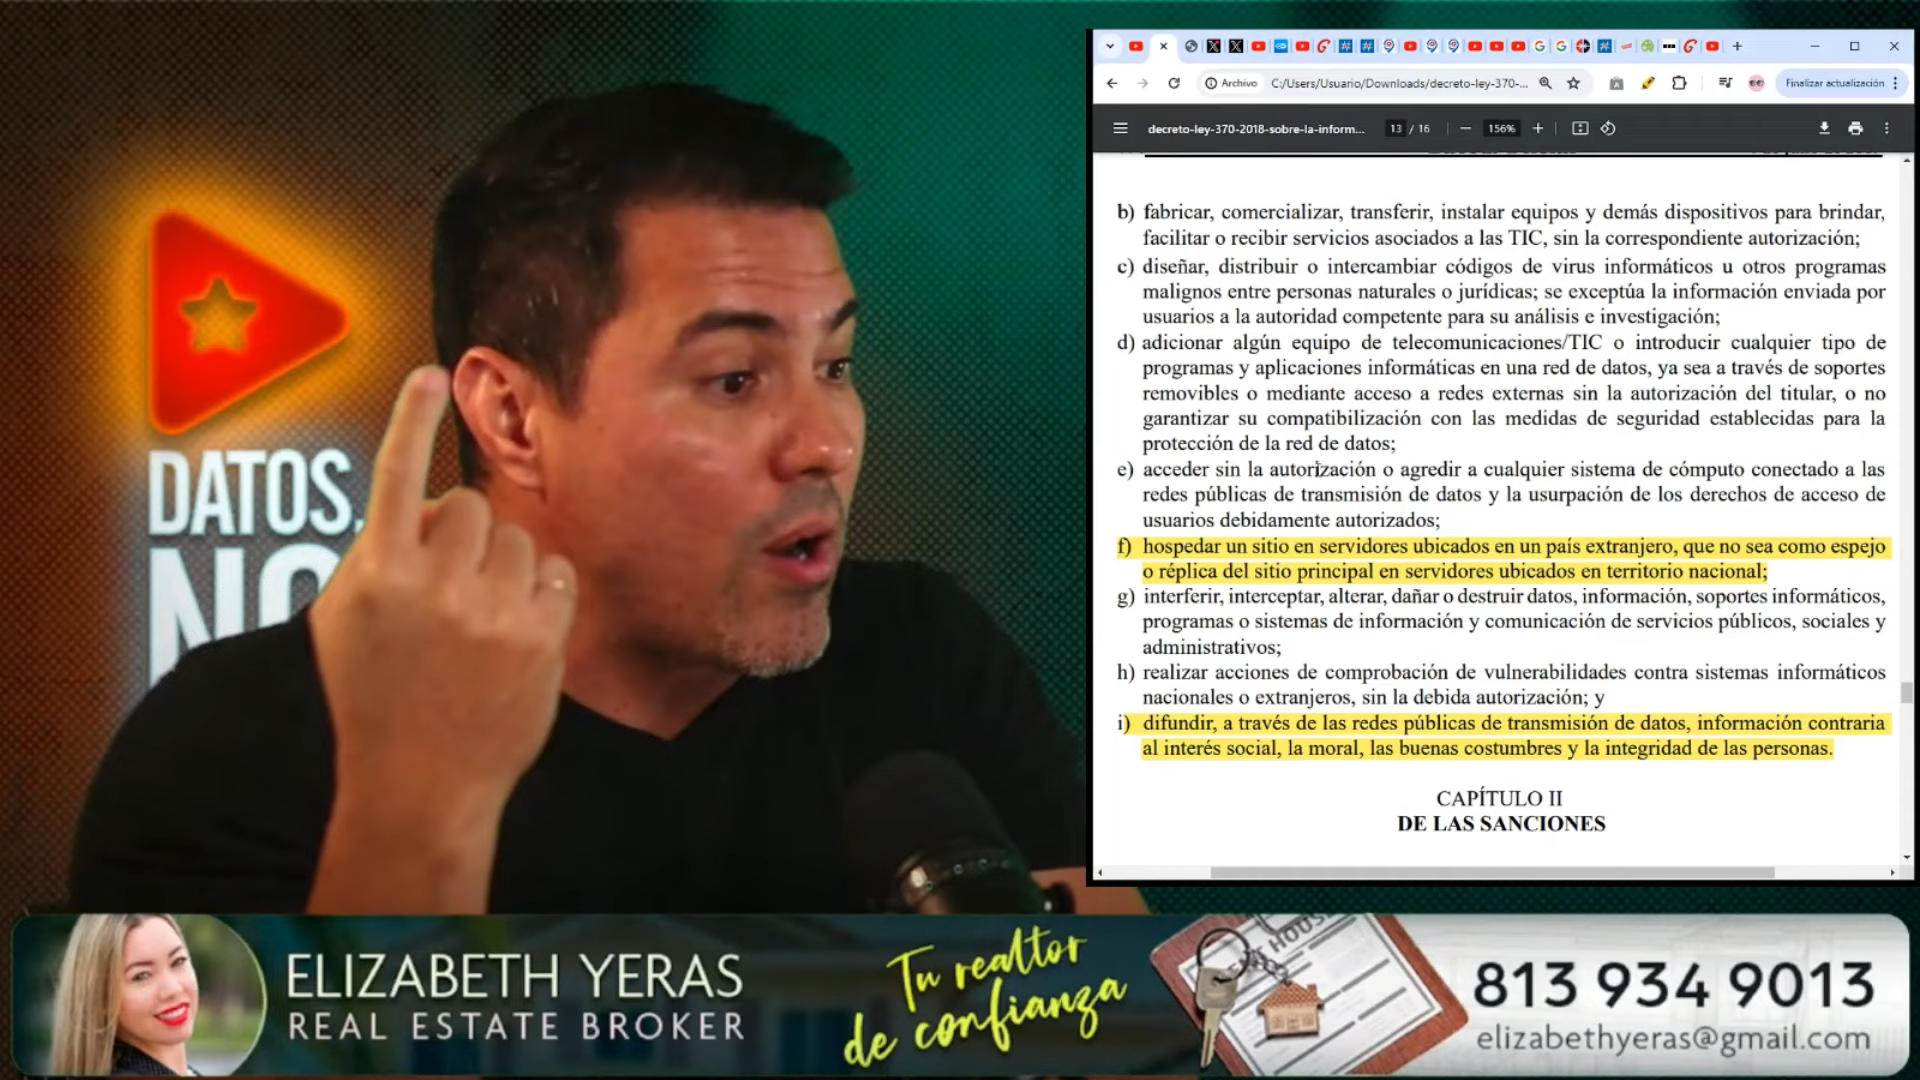 DATOS,
NO
Archivo
C:/Users/Usuario/Downloads/decreto-ley-370-...
Finalizar actualización
decreto-ley-370-2018-sobre-la-inform...
13 / 16
156%
b) fabricar, comercializar, transferir, instalar equipos y demás dispositivos para brindar,
facilitar o recibir servicios asociados a las TIC, sin la correspondiente autorización;
c) diseñar, distribuir o intercambiar códigos de virus informáticos u otros programas
malignos entre personas naturales o jurídicas; se exceptúa la información enviada por
usuarios a la autoridad competente para su análisis e investigación;
d) adicionar algún equipo de telecomunicaciones/TIC o introducir cualquier tipo de
programas y aplicaciones informáticas en una red de datos, ya sea a través de soportes
removibles o mediante acceso a redes externas sin la autorización del titular, o no
garantizar su compatibilización con las medidas de seguridad establecidas para la
protección de la red de datos;
e) acceder sin la autorización o agredir a cualquier sistema de cómputo conectado a las
redes públicas de transmisión de datos y la usurpación de los derechos de acceso de
usuarios debidamente autorizados;
f) hospedar un sitio en servidores ubicados en un país extranjero, que no sea como espejo
o réplica del sitio principal en servidores ubicados en territorio nacional;
g) interferir, interceptar, alterar, dañar o destruir datos, información, soportes informáticos,
programas o sistemas de información y comunicación de servicios públicos, sociales y
administrativos;
h) realizar acciones de comprobación de vulnerabilidades contra sistemas informáticos
nacionales o extranjeros, sin la debida autorización; y
i) difundir, a través de las redes públicas de transmisión de datos, información contraria
al interés social, la moral, las buenas costumbres y la integridad de las personas.
CAPÍTULO II
DE LAS SANCIONES
ELIZABETH YERAS
REAL ESTATE BROKER
Tu realtor
de confianza
813 934 9013
elizabethyeras@gmail.com